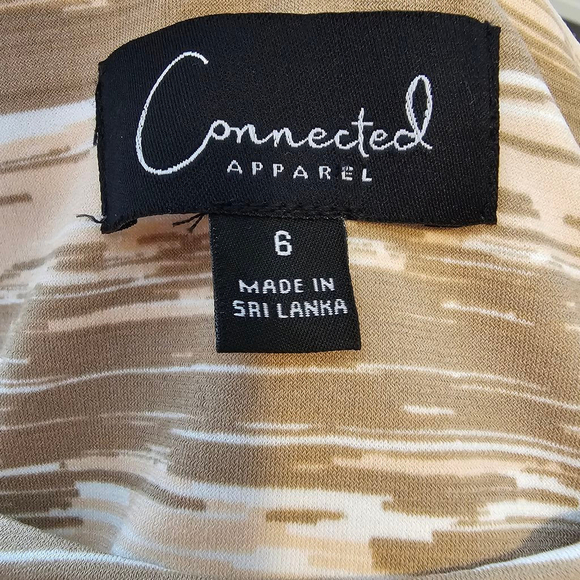 Connected
APPAREL
6
MADE IN
SRI LANKA